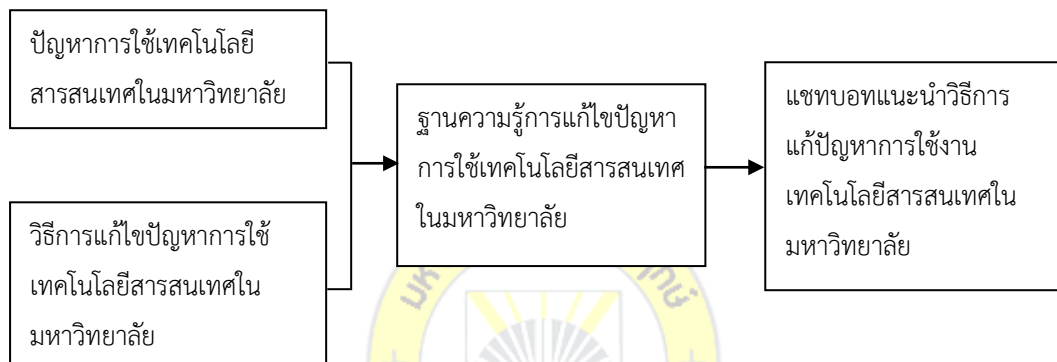 ปัญหาการใช้เทคโนโลยี
สารสนเทศในมหาวิทยาลัย
วิธีการแก้ไขปัญหาการใช้
เทคโนโลยีสารสนเทศใน
มหาวิทยาลัย
ฐานความรู้การแก้ไขปัญหา
การใช้เทคโนโลยีสารสนเทศ
ในมหาวิทยาลัย
แชทบอทแนะนำวิธีการ
แก้ปัญหาการใช้งาน
เทคโนโลยีสารสนเทศใน
มหาวิทยาลัย